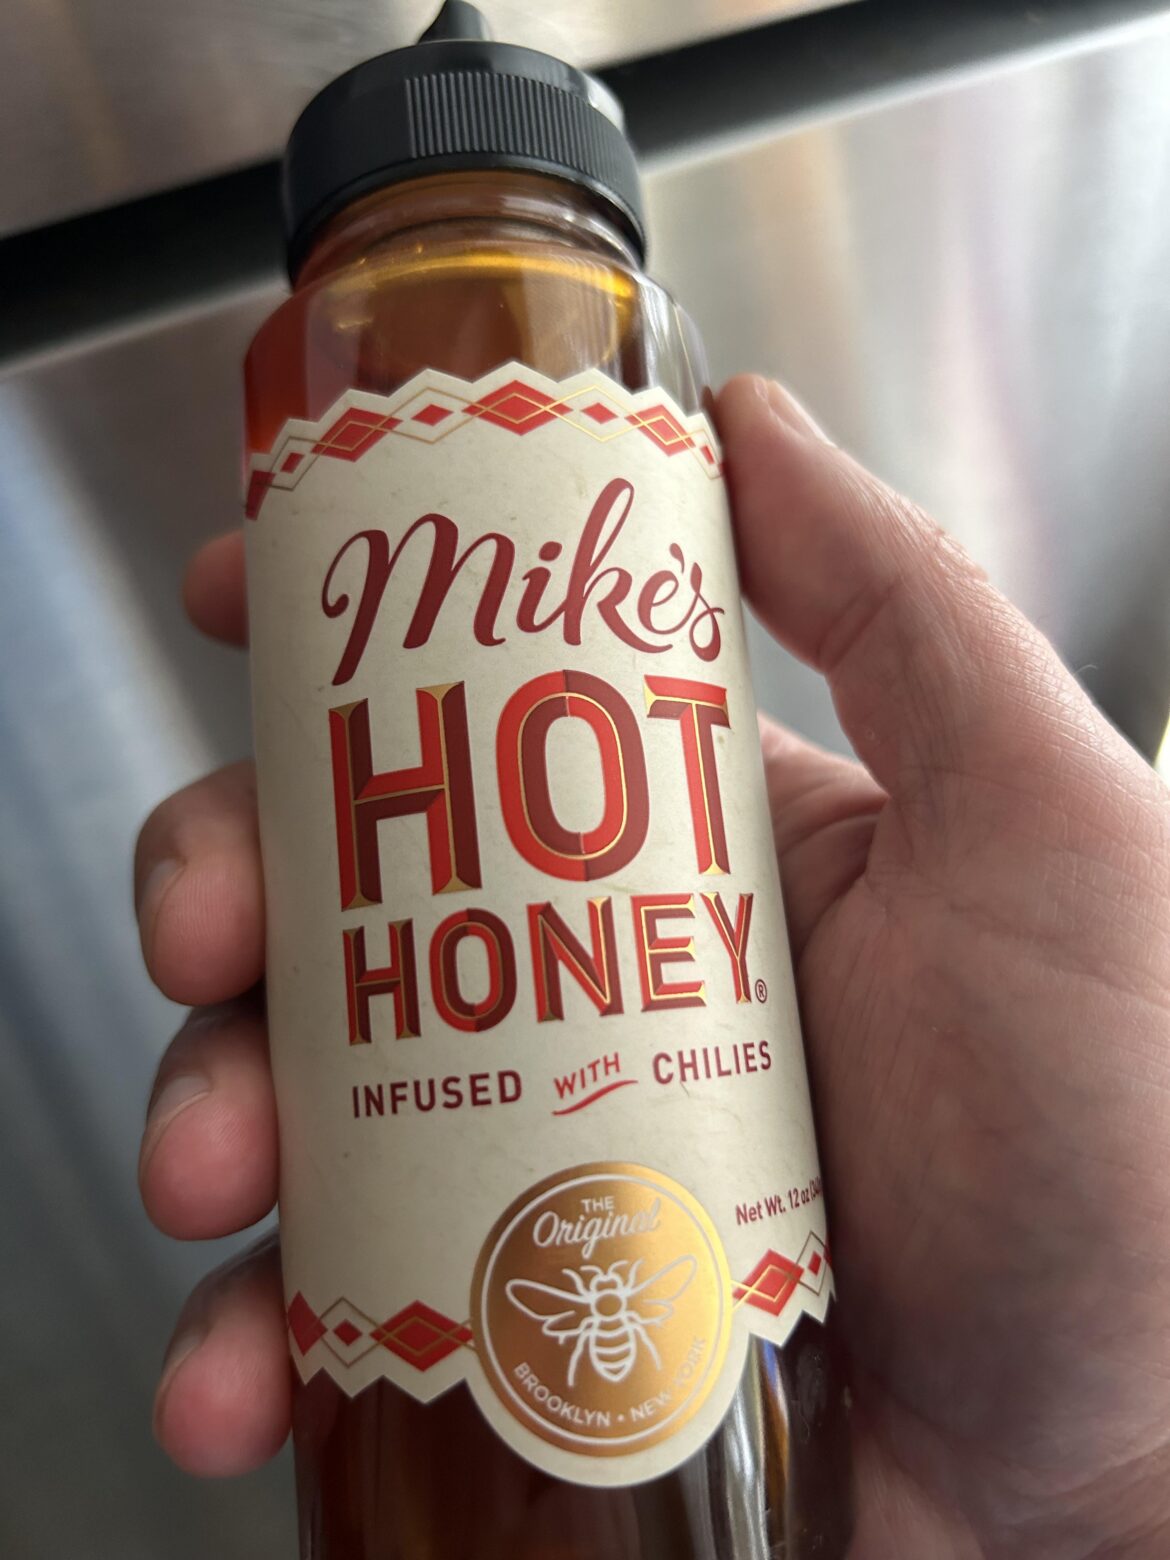 Mike's
HOT
HONEY®
INFUSED WITH CHILIES
Net Wt. 12 oz
THE
Original
BROOKLYN • NEW YORK